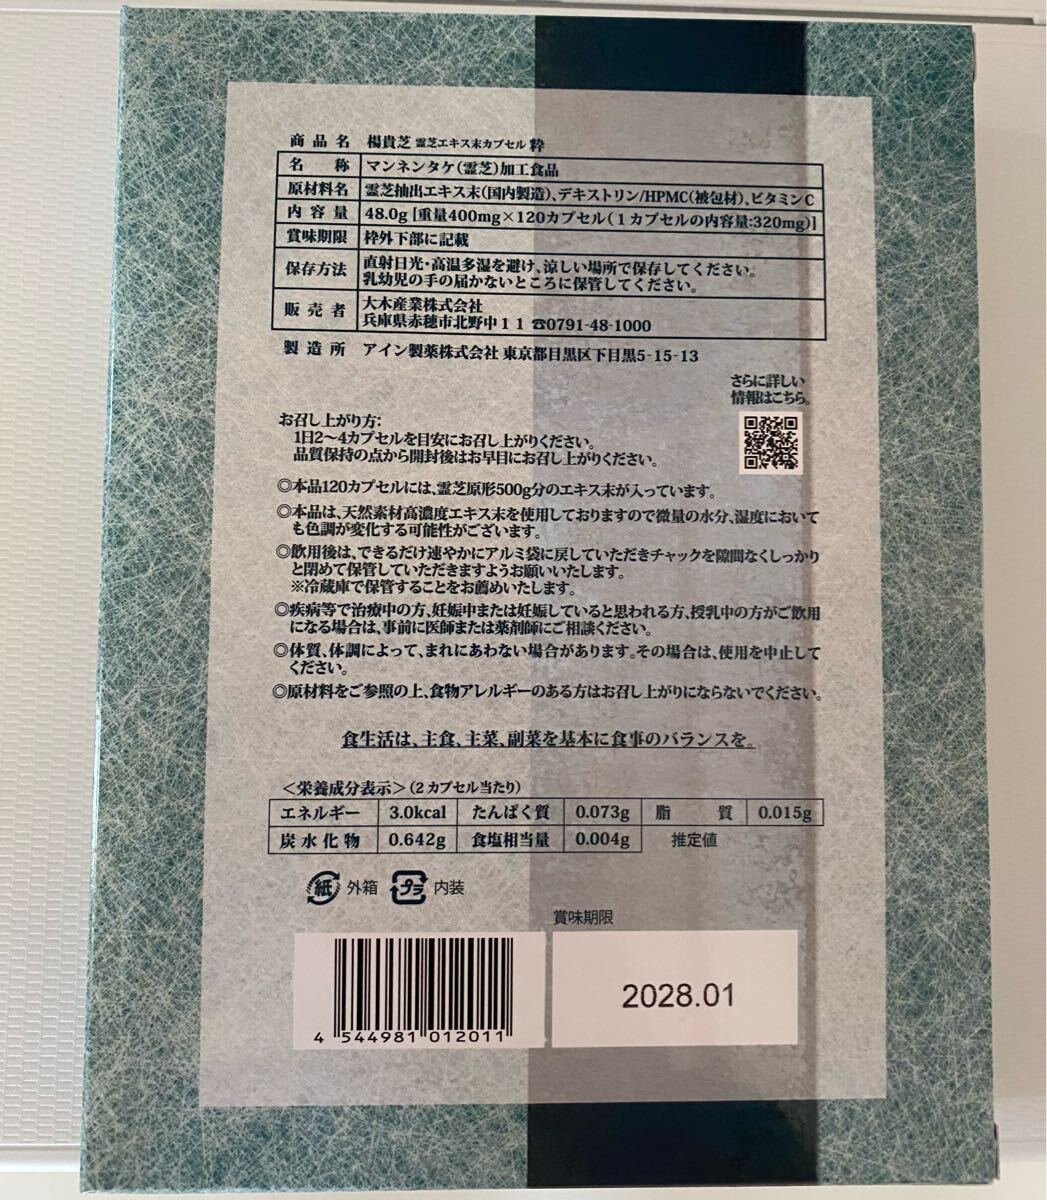 商品名 楊貴芝 霊芝エキス末カプセル 粋
名称 マンネンタケ(霊芝)加工食品
原材料名 霊芝抽出エキス末(国内製造)、デキストリン/HPMC(被包材)、ビタミンC
内容量 48.0g [重量400mg×120カプセル(1カプセルの内容量:320mg)]
賞味期限 枠外下部に記載
保存方法 直射日光・高温多湿を避け、涼しい場所で保存してください。
乳幼児の手の届かないところに保管してください。
販売者 大木産業株式会社
兵庫県赤穂市北野中11 ☎0791-48-1000
製造所 アイン製薬株式会社 東京都目黒区下目黒5-15-13
さらに詳しい
情報はこちら。
お召し上がり方:
1日2〜4カプセルを目安にお召し上がりください。
品質保持の点から開封後はお早目にお召し上がりください。
◎本品120カプセルには、霊芝原形500g分のエキス末が入っています。
◎本品は、天然素材高濃度エキス末を使用しておりますので微量の水分、湿度において
も色調が変化する可能性がございます。
◎飲用後は、できるだけ速やかにアルミ袋に戻していただきチャックを隙間なくしっかり
と閉めて保管していただきますようお願いいたします。
※冷蔵庫で保管することをお薦めいたします。
◎疾病等で治療中の方、妊娠中または妊娠していると思われる方、授乳中の方がご飲用
になる場合は、事前に医師または薬剤師にご相談ください。
◎体質、体調によって、まれにあわない場合があります。その場合は、使用を中止して
ください。
◎原材料をご参照の上、食物アレルギーのある方はお召し上がりにならないでください。
食生活は、主食、主菜、副菜を基本に食事のバランスを。
＜栄養成分表示＞(2カプセル当たり)
エネルギー 3.0kcal たんぱく質 0.073g 脂質 0.015g
炭水化物 0.642g 食塩相当量 0.004g 推定値
紙 外箱 プラ 内装
賞味期限
2028.01
4 544981 012011